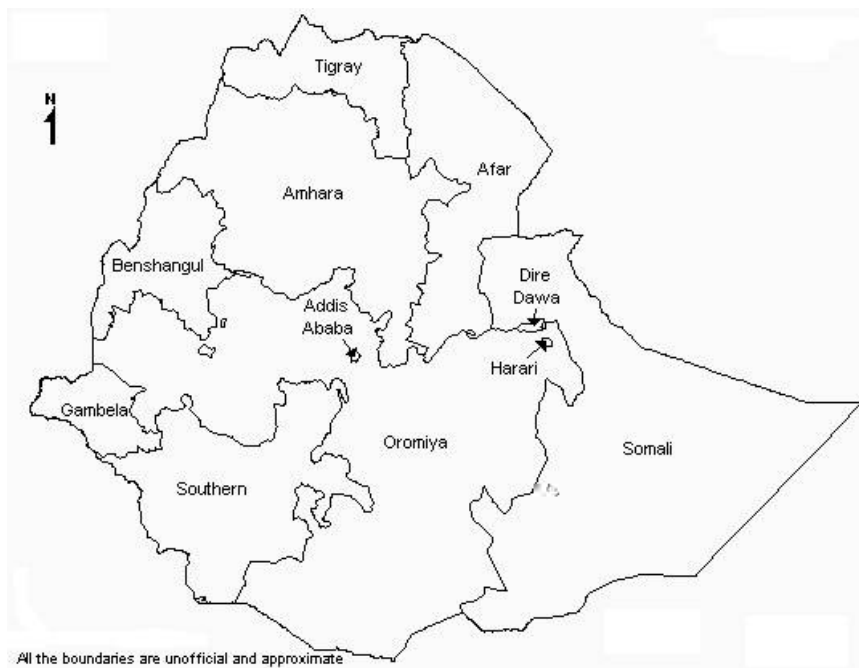 N
Tigray
Afar
Amhara
Benshangul
Dire
Dawa
Addis
Ababa
Harari
Gambela
Oromiya
Somali
Southern
All the boundaries are unofficial and approximate